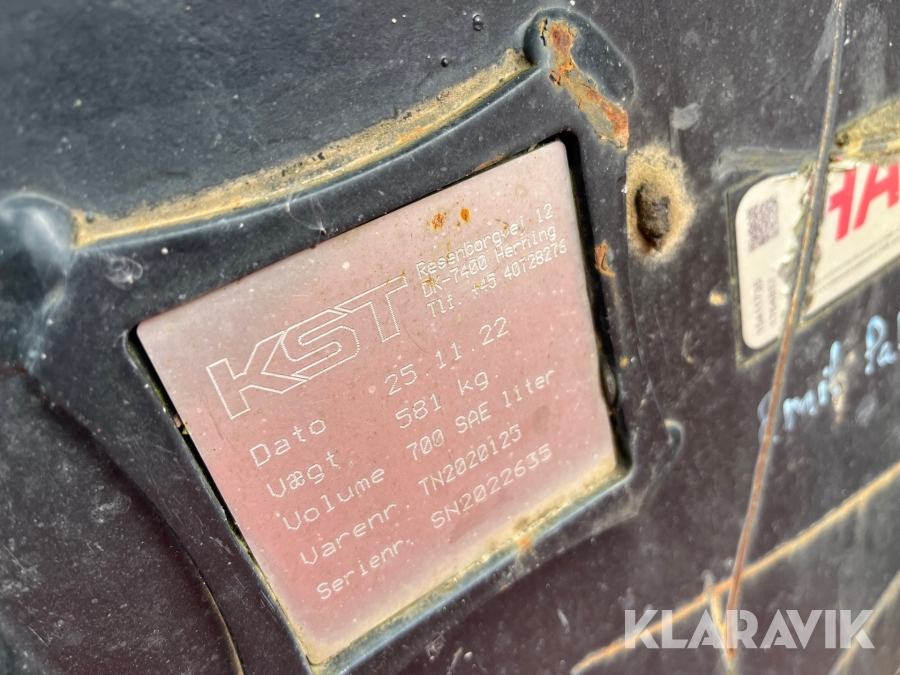 KST
Resenborgvej 12
DK-7400 Herning
Tlf. +45 40728276
Dato 25.11.22
Vægt 581 kg.
Volume 700 SAE liter
Varenr. TN2020125
Serienr. SN2022635
HA
KLARAVIK